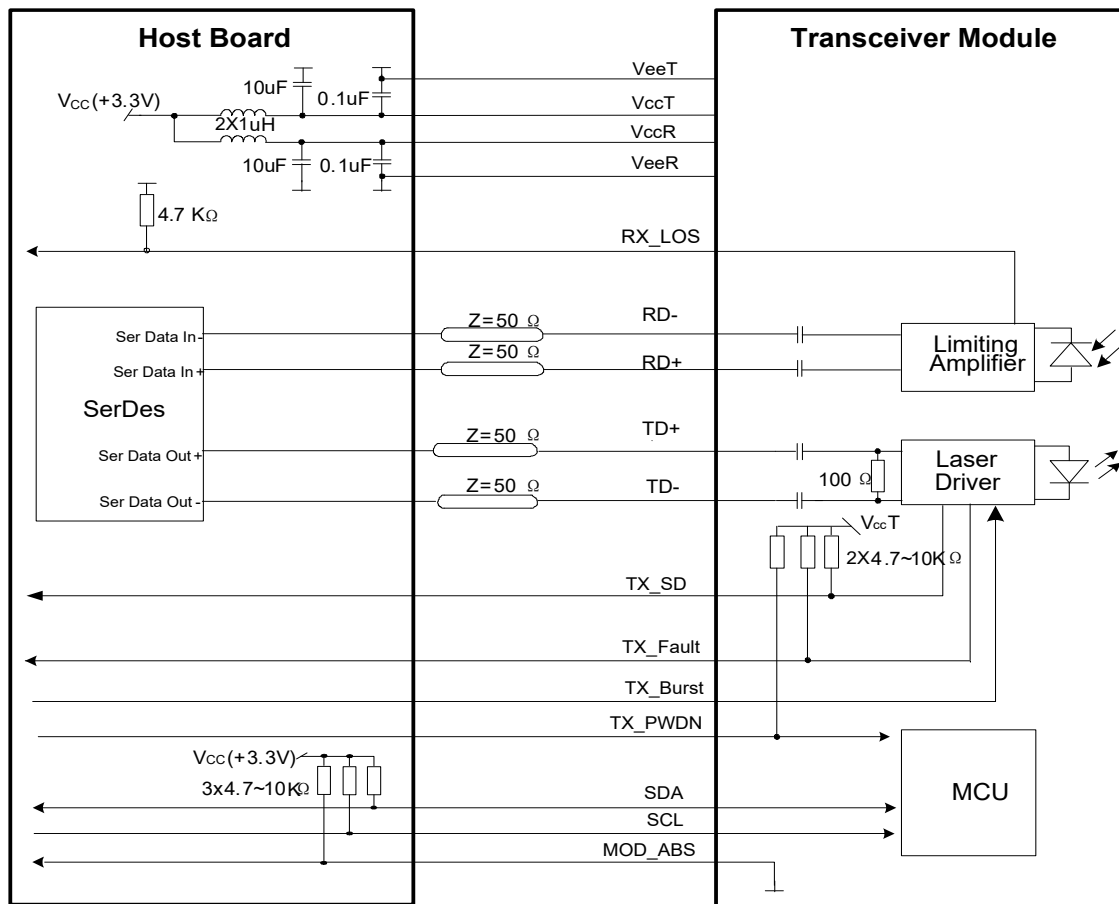 Host Board
Transceiver Module
VeeT
10uF
0.1uF
Vcc(+3.3V)
VccT
2X1uH
VccR
10uF
0.1uF
VeeR
4.7 KΩ
RX_LOS
Z=50 Ω
RD-
Ser Data In-
Z=50 Ω
RD+
Ser Data In+
Limiting
Amplifier
SerDes
Z=50 Ω
TD+
Ser Data Out+
Laser
Driver
100 Ω
Z=50 Ω
TD-
Ser Data Out-
VccT
2X4.7~10KΩ
TX_SD
TX_Fault
TX_Burst
TX_PWDN
Vcc(+3.3V)
3x4.7~10KΩ
SDA
MCU
SCL
MOD_ABS